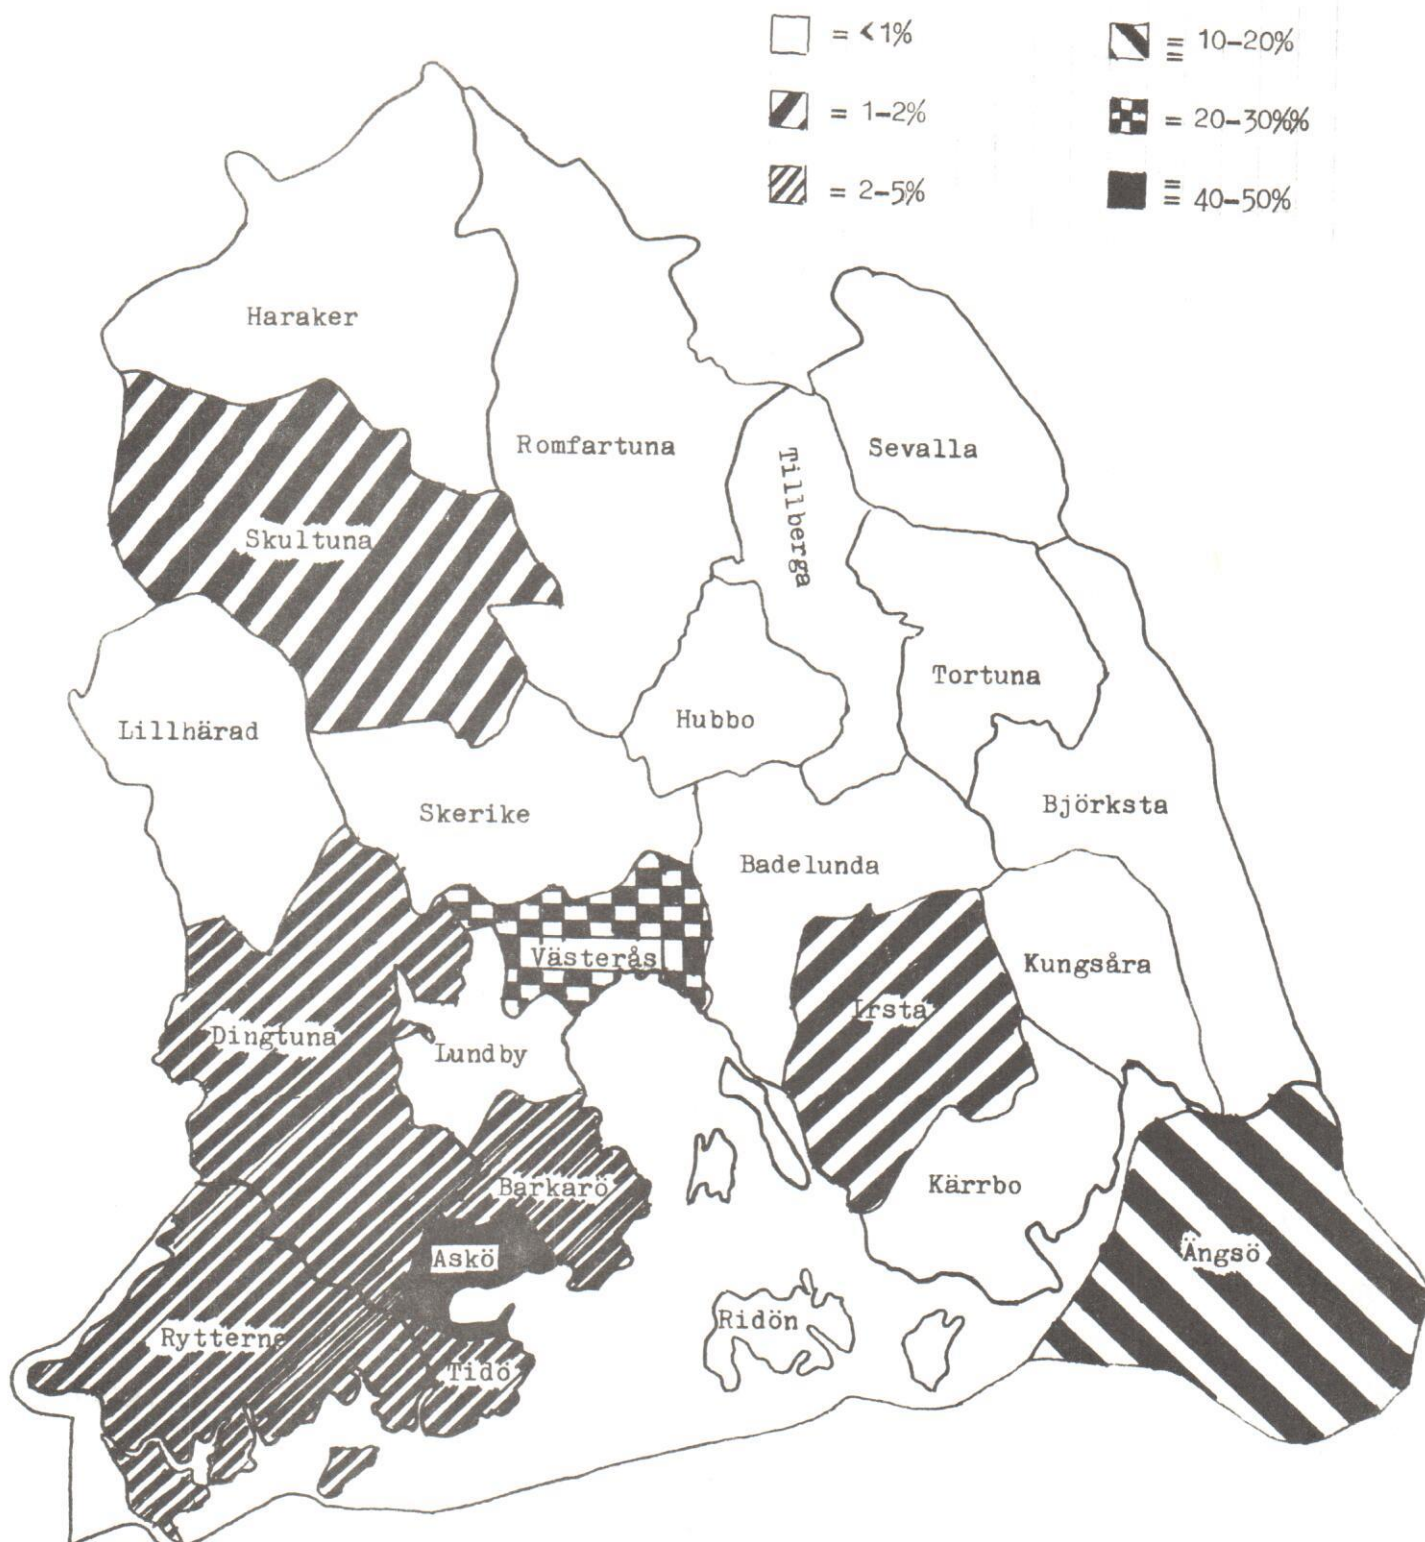 = <1%
= 10-20%
= 1-2%
= 20-30%%
= 2-5%
= 40-50%
Haraker
Romfartuna
Sevalla
Tillberga
Skultuna
Tortuna
Hubbo
Lillhärad
Björksta
Skerike
Badelunda
Västerås
Kungsåra
Irsta
Dingtuna
Lundby
Barkarö
Kärrbo
Ängsö
Askö
Ridön
Rytterne
Tidö